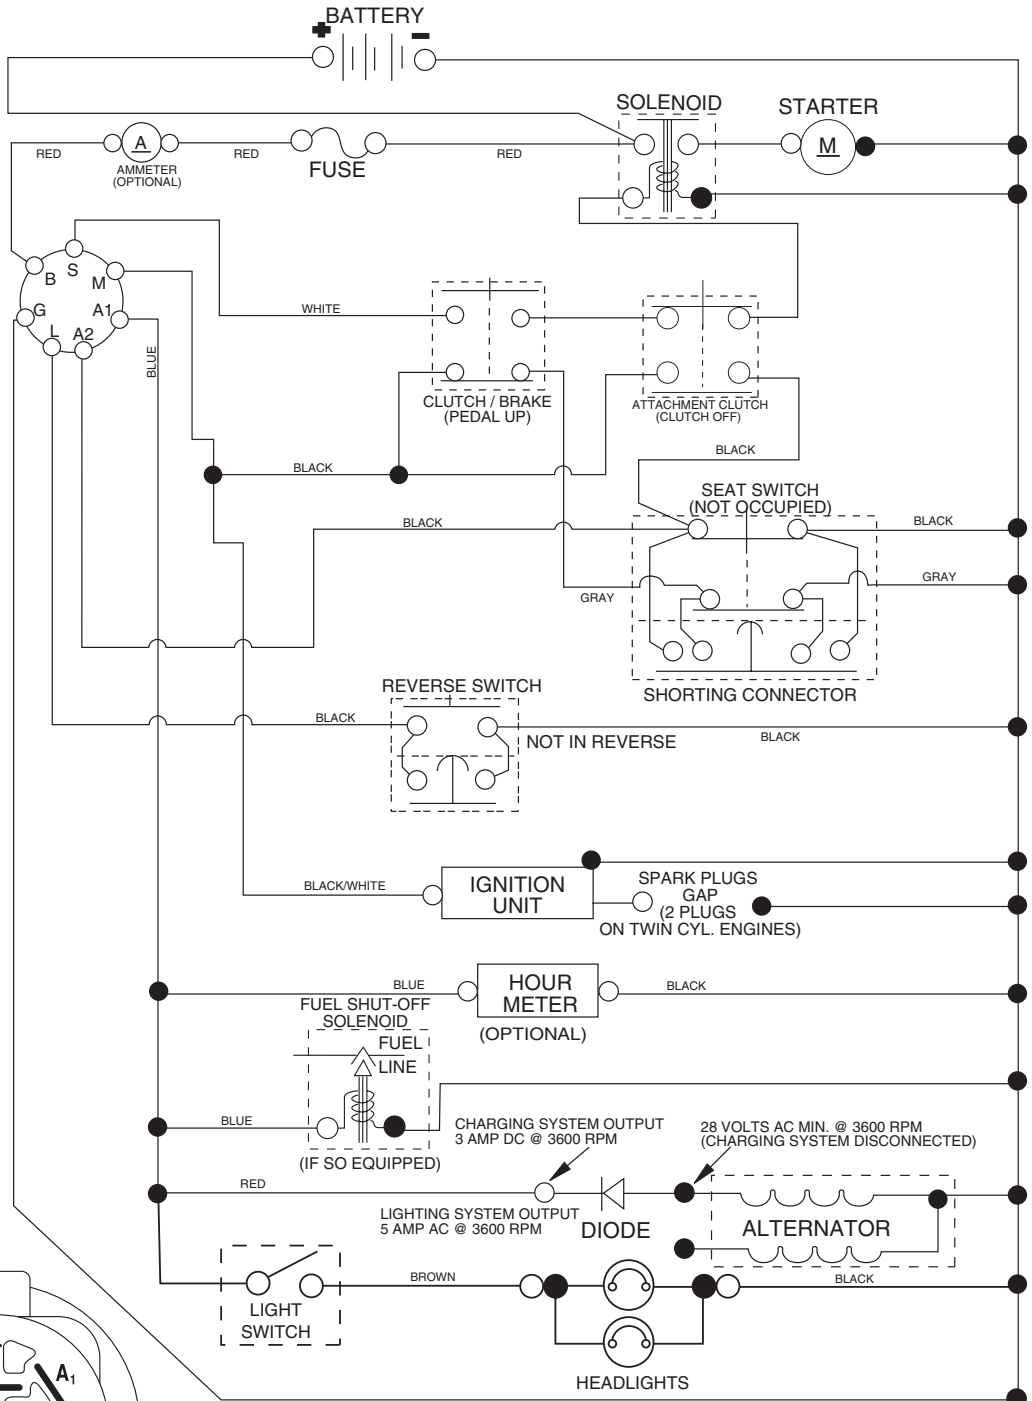 BATTERY
+ −
SOLENOID
STARTER
A
M
RED
RED
RED
AMMETER
(OPTIONAL)
FUSE
B
S
M
G
A1
L
A2
WHITE
BLUE
CLUTCH / BRAKE
(PEDAL UP)
ATTACHMENT CLUTCH
(CLUTCH OFF)
BLACK
BLACK
SEAT SWITCH
(NOT OCCUPIED)
BLACK
BLACK
GRAY
GRAY
SHORTING CONNECTOR
REVERSE SWITCH
BLACK
NOT IN REVERSE
BLACK
IGNITION
UNIT
BLACK/WHITE
SPARK PLUGS
GAP
(2 PLUGS
ON TWIN CYL. ENGINES)
BLUE
HOUR
METER
BLACK
(OPTIONAL)
FUEL SHUT-OFF
SOLENOID
FUEL
LINE
BLUE
(IF SO EQUIPPED)
CHARGING SYSTEM OUTPUT
3 AMP DC @ 3600 RPM
28 VOLTS AC MIN. @ 3600 RPM
(CHARGING SYSTEM DISCONNECTED)
RED
LIGHTING SYSTEM OUTPUT
5 AMP AC @ 3600 RPM
DIODE
ALTERNATOR
BROWN
BLACK
LIGHT
SWITCH
HEADLIGHTS
A1